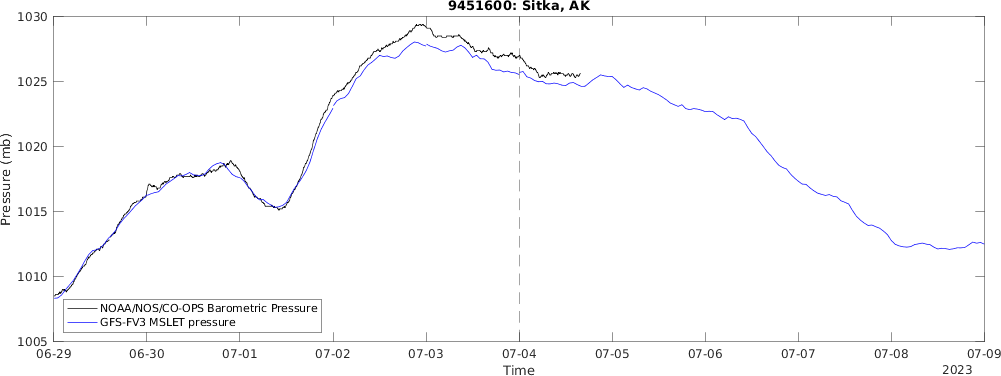 9451600: Sitka, AK
1030
1025
1020
1015
1010
1005
Pressure (mb)
NOAA/NOS/CO-OPS Barometric Pressure
GFS-FV3 MSLET pressure
06-29 06-30 07-01 07-02 07-03 07-04 07-05 07-06 07-07 07-08 07-09
Time
2023